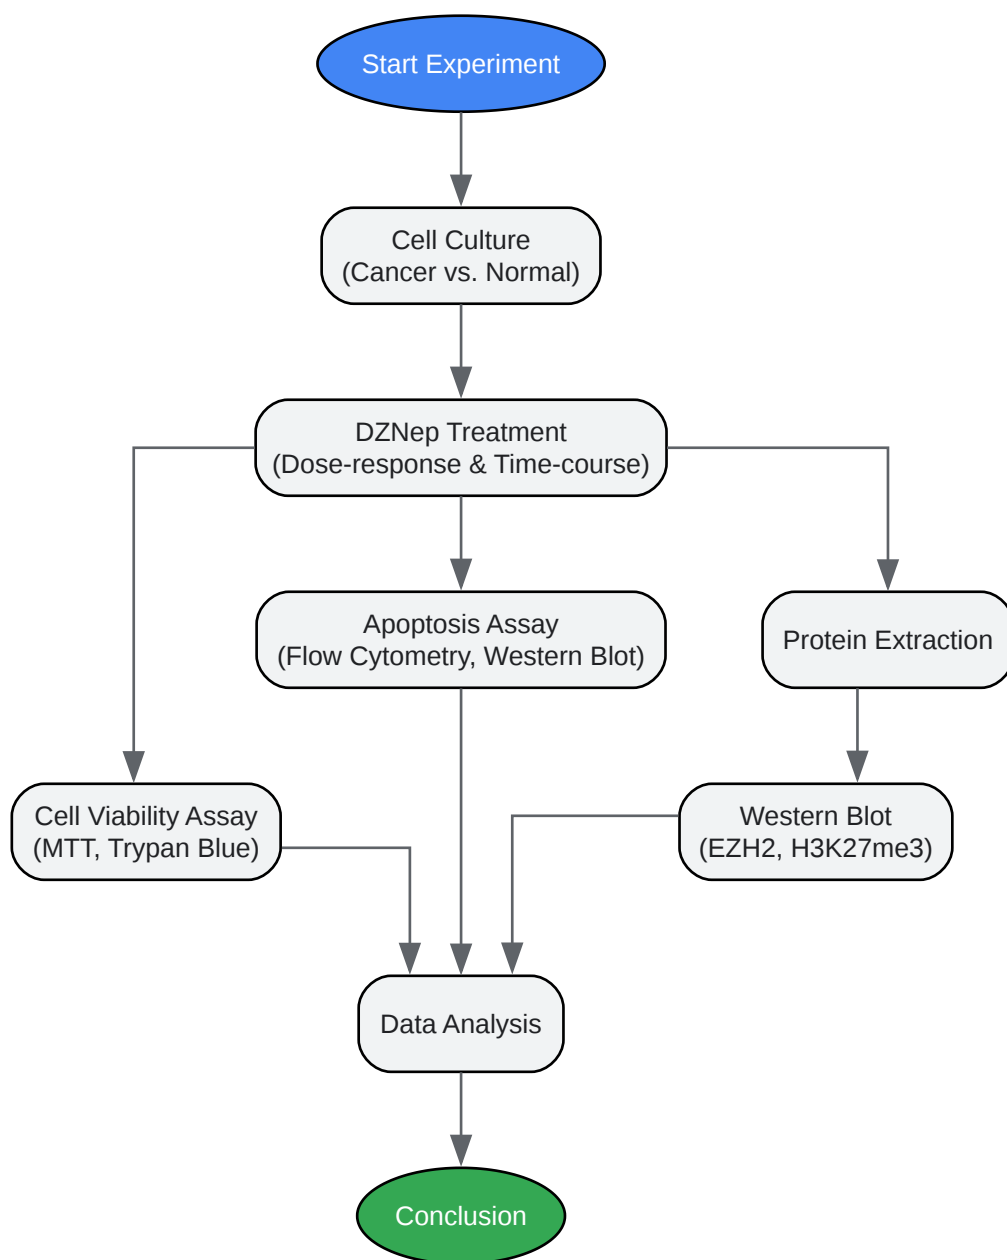 Start Experiment
Cell Culture
(Cancer vs. Normal)
DZNep Treatment
(Dose-response & Time-course)
Apoptosis Assay
(Flow Cytometry, Western Blot)
Protein Extraction
Cell Viability Assay
(MTT, Trypan Blue)
Western Blot
(EZH2, H3K27me3)
Data Analysis
Conclusion